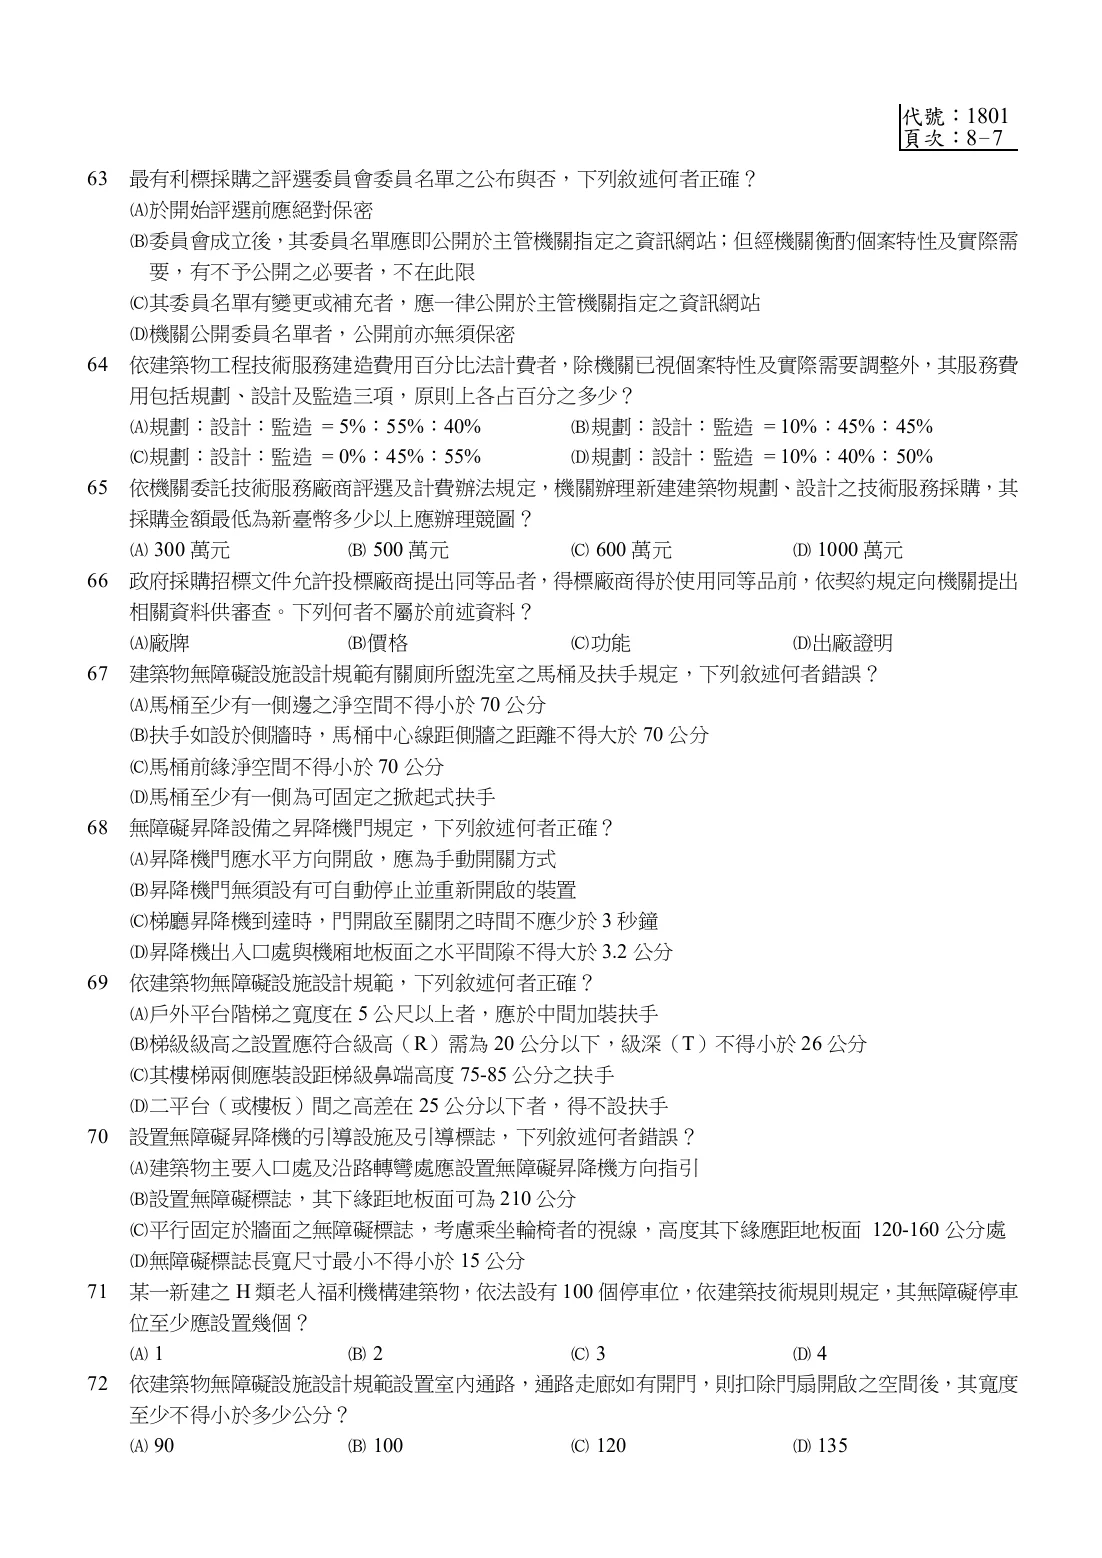 代號：1801
頁次：8－7
63 最有利標採購之評選委員會委員名單之公布與否，下列敘述何者正確？
(A)於開始評選前應絕對保密
(B)委員會成立後，其委員名單應即公開於主管機關指定之資訊網站；但經機關衡酌個案特性及實際需
要，有不予公開之必要者，不在此限
(C)其委員名單有變更或補充者，應一律公開於主管機關指定之資訊網站
(D)機關公開委員名單者，公開前亦無須保密
64 依建築物工程技術服務建造費用百分比法計費者，除機關已視個案特性及實際需要調整外，其服務費
用包括規劃、設計及監造三項，原則上各占百分之多少？
(A)規劃：設計：監造 = 5%：55%：40% (B)規劃：設計：監造 = 10%：45%：45%
(C)規劃：設計：監造 = 0%：45%：55% (D)規劃：設計：監造 = 10%：40%：50%
65 依機關委託技術服務廠商評選及計費辦法規定，機關辦理新建建築物規劃、設計之技術服務採購，其
採購金額最低為新臺幣多少以上應辦理競圖？
(A) 300 萬元 (B) 500 萬元 (C) 600 萬元 (D) 1000 萬元
66 政府採購招標文件允許投標廠商提出同等品者，得標廠商得於使用同等品前，依契約規定向機關提出
相關資料供審查。下列何者不屬於前述資料？
(A)廠牌 (B)價格 (C)功能 (D)出廠證明
67 建築物無障礙設施設計規範有關廁所盥洗室之馬桶及扶手規定，下列敘述何者錯誤？
(A)馬桶至少有一側邊之淨空間不得小於 70 公分
(B)扶手如設於側牆時，馬桶中心線距側牆之距離不得大於 70 公分
(C)馬桶前緣淨空間不得小於 70 公分
(D)馬桶至少有一側為可固定之掀起式扶手
68 無障礙昇降設備之昇降機門規定，下列敘述何者正確？
(A)昇降機門應水平方向開啟，應為手動開關方式
(B)昇降機門無須設有可自動停止並重新開啟的裝置
(C)梯廳昇降機到達時，門開啟至關閉之時間不應少於 3 秒鐘
(D)昇降機出入口處與機廂地板面之水平間隙不得大於 3.2 公分
69 依建築物無障礙設施設計規範，下列敘述何者正確？
(A)戶外平台階梯之寬度在 5 公尺以上者，應於中間加裝扶手
(B)梯級級高之設置應符合級高（R）需為 20 公分以下，級深（T）不得小於 26 公分
(C)其樓梯兩側應裝設距梯級鼻端高度 75-85 公分之扶手
(D)二平台（或樓板）間之高差在 25 公分以下者，得不設扶手
70 設置無障礙昇降機的引導設施及引導標誌，下列敘述何者錯誤？
(A)建築物主要入口處及沿路轉彎處應設置無障礙昇降機方向指引
(B)設置無障礙標誌，其下緣距地板面可為 210 公分
(C)平行固定於牆面之無障礙標誌，考慮乘坐輪椅者的視線，高度其下緣應距地板面 120-160 公分處
(D)無障礙標誌長寬尺寸最小不得小於 15 公分
71 某一新建之 H 類老人福利機構建築物，依法設有 100 個停車位，依建築技術規則規定，其無障礙停車
位至少應設置幾個？
(A) 1 (B) 2 (C) 3 (D) 4
72 依建築物無障礙設施設計規範設置室內通路，通路走廊如有開門，則扣除門扇開啟之空間後，其寬度
至少不得小於多少公分？
(A) 90 (B) 100 (C) 120 (D) 135